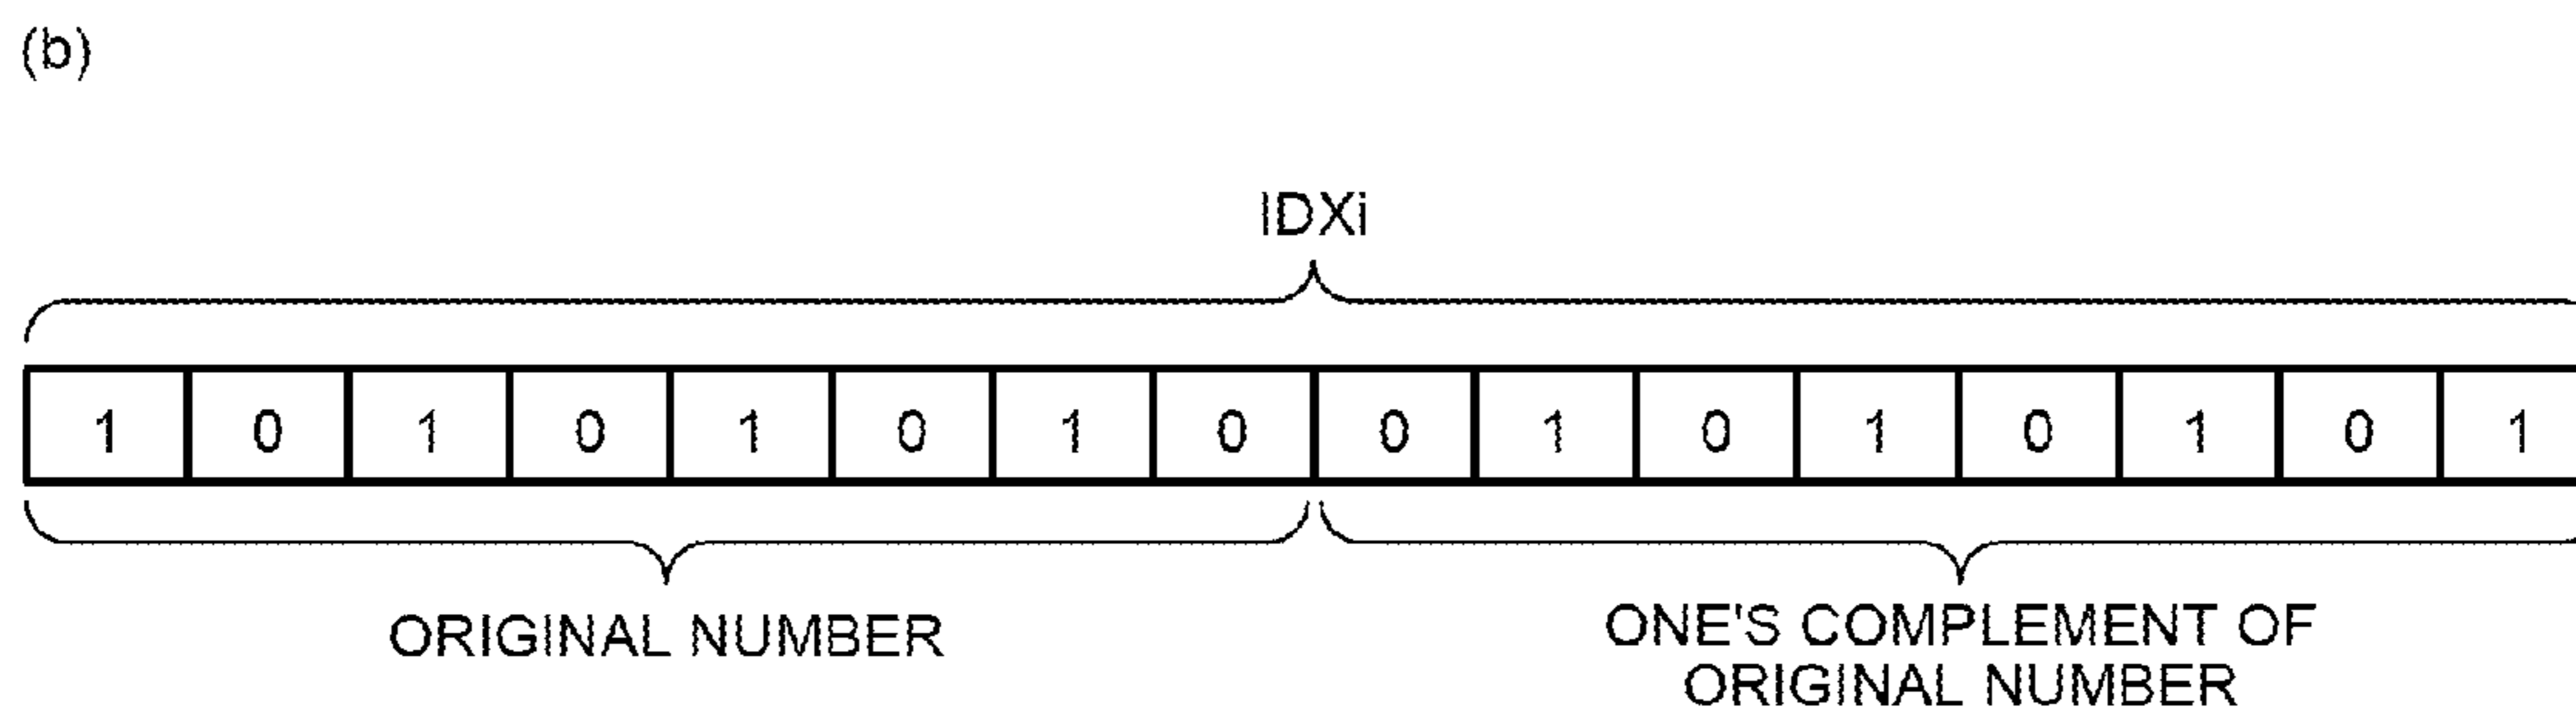 (b)
IDXi
1 0 1 0 1 0 1 0 0 1 0 1 0 1 0 1
ORIGINAL NUMBER
ONE'S COMPLEMENT OF
ORIGINAL NUMBER